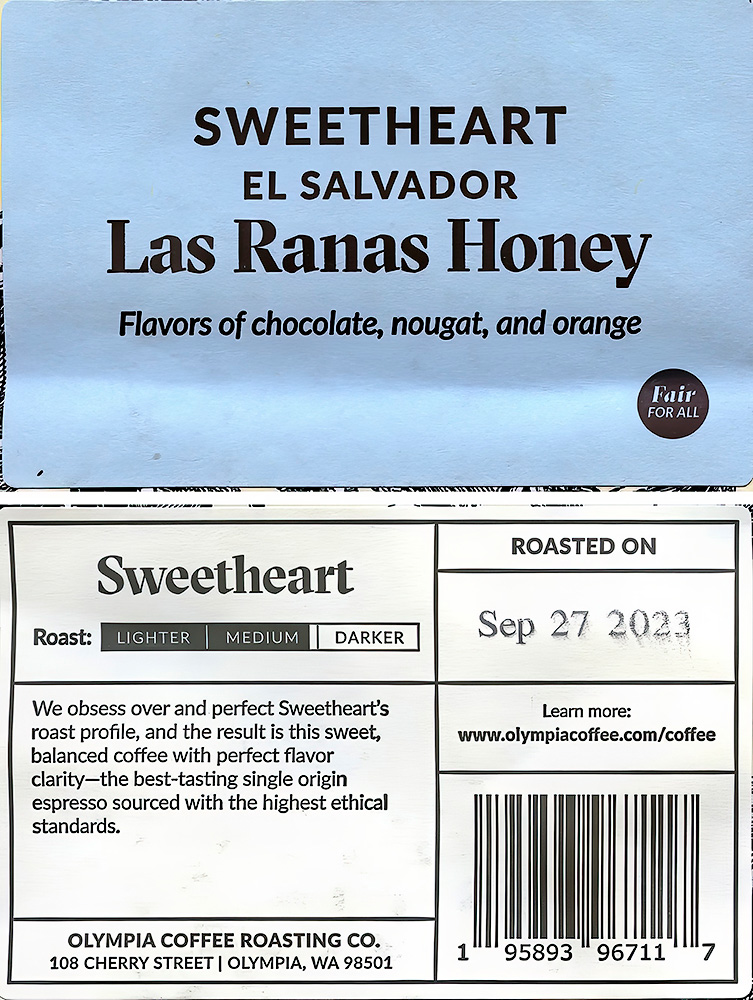 SWEETHEART
EL SALVADOR
Las Ranas Honey
Flavors of chocolate, nougat, and orange
Fair
FOR ALL
Sweetheart
Roast: LIGHTER MEDIUM DARKER
We obsess over and perfect Sweetheart's
roast profile, and the result is this sweet,
balanced coffee with perfect flavor
clarity—the best-tasting single origin
espresso sourced with the highest ethical
standards.
OLYMPIA COFFEE ROASTING CO.
108 CHERRY STREET | OLYMPIA, WA 98501
ROASTED ON
Sep 27 2023
Learn more:
www.olympiacoffee.com/coffee
1 95893 96711 7